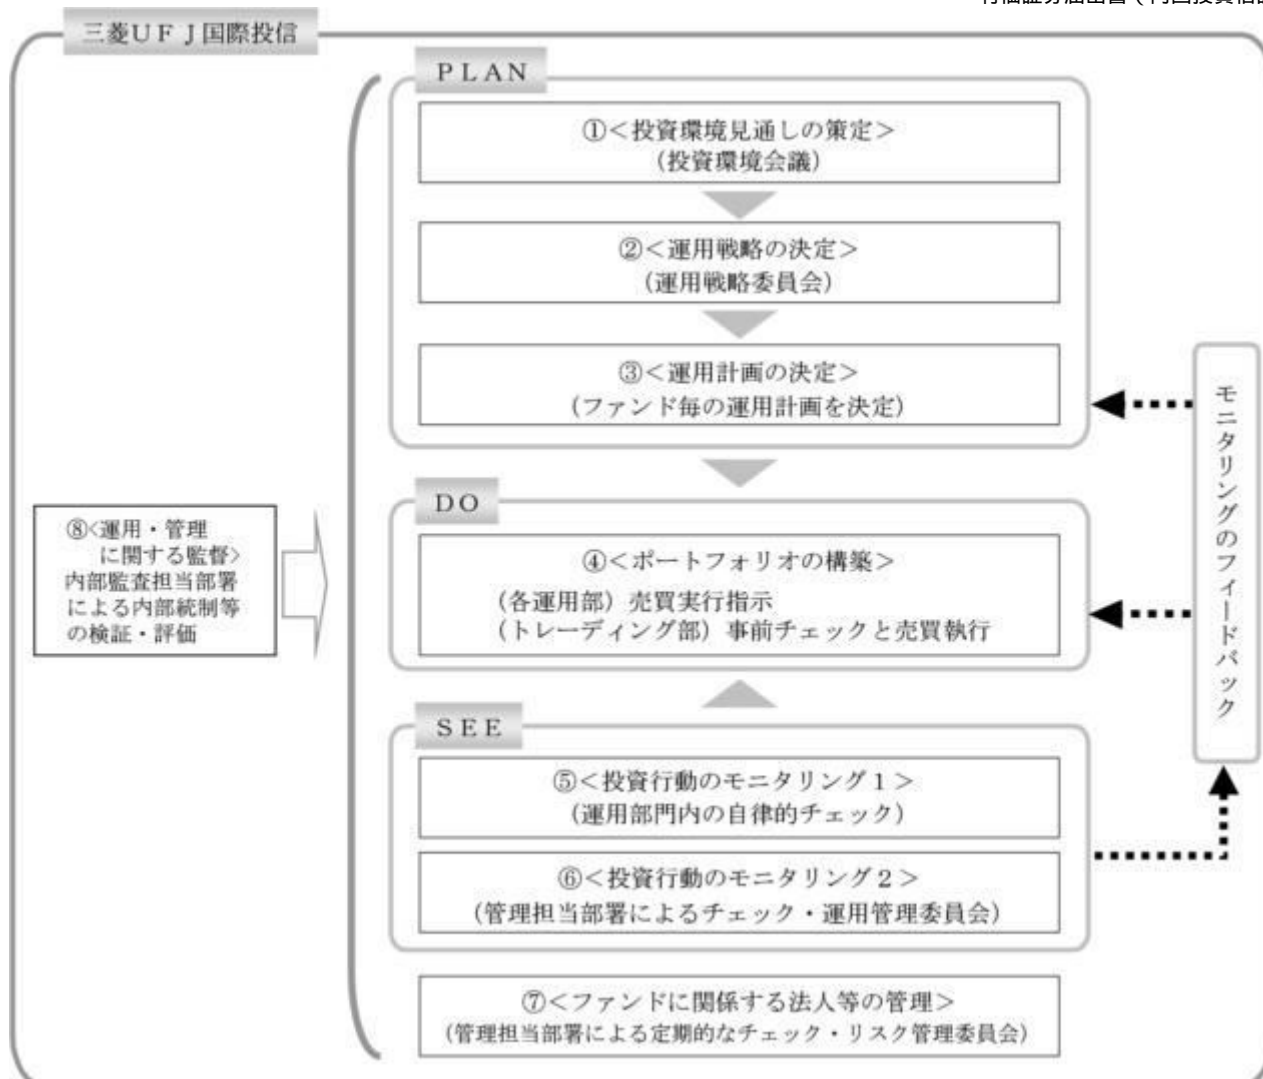 三菱ＵＦＪ国際投信
ＰＬＡＮ
①＜投資環境見通しの策定＞
（投資環境会議）
②＜運用戦略の決定＞
（運用戦略委員会）
③＜運用計画の決定＞
（ファンド毎の運用計画を決定）
ＤＯ
④＜ポートフォリオの構築＞
（各運用部）売買実行指示
（トレーディング部）事前チェックと売買執行
ＳＥＥ
⑤＜投資行動のモニタリング１＞
（運用部門内の自律的チェック）
⑥＜投資行動のモニタリング２＞
（管理担当部署によるチェック・運用管理委員会）
⑦＜ファンドに関係する法人等の管理＞
（管理担当部署による定期的なチェック・リスク管理委員会）
⑧＜運用・管理
に関する監督＞
内部監査担当部署
による内部統制等
の検証・評価
モニタリングのフィードバック